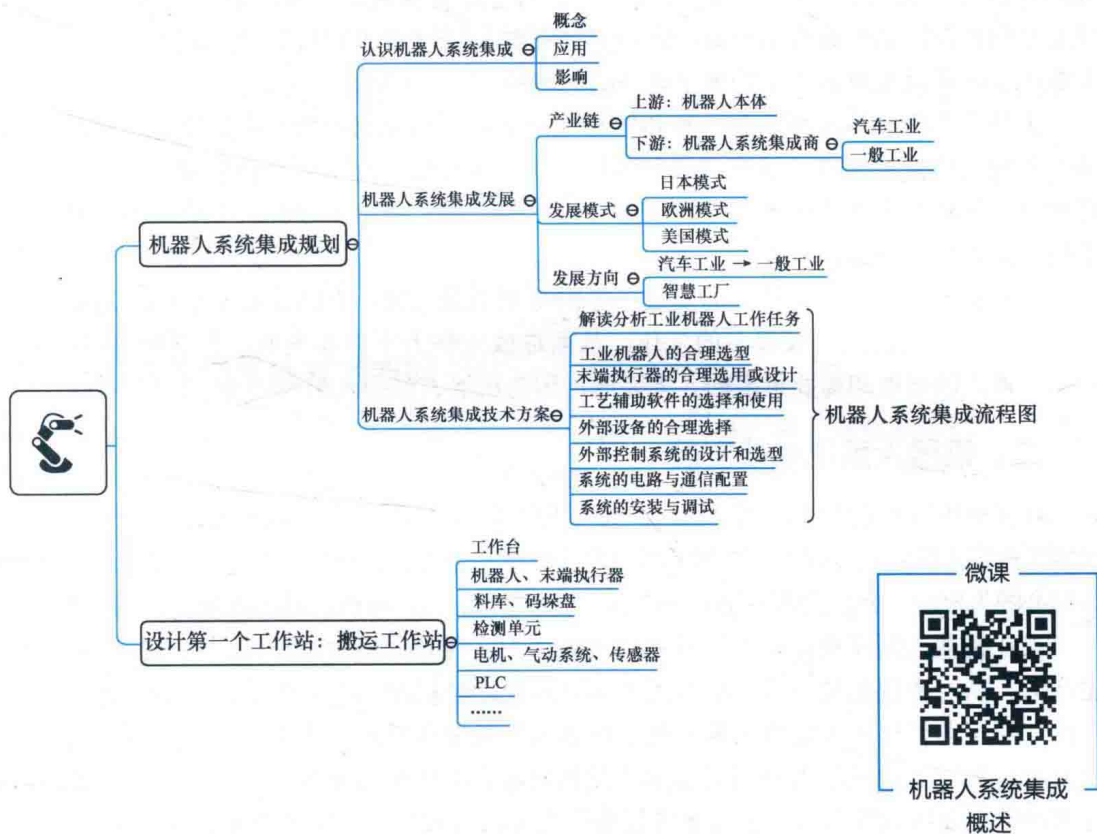 认识机器人系统集成
概念
应用
影响
机器人系统集成发展
产业链
上游：机器人本体
下游：机器人系统集成商
汽车工业
一般工业
发展模式
日本模式
欧洲模式
美国模式
发展方向
汽车工业 → 一般工业
智慧工厂
机器人系统集成规划
机器人系统集成技术方案
解读分析工业机器人工作任务
工业机器人的合理选型
末端执行器的合理选用或设计
工艺辅助软件的选择和使用
外部设备的合理选择
外部控制系统的设计和选型
系统的电路与通信配置
系统的安装与调试
机器人系统集成流程图
设计第一个工作站：搬运工作站
工作台
机器人、末端执行器
料库、码垛盘
检测单元
电机、气动系统、传感器
PLC
……
微课
机器人系统集成
概述